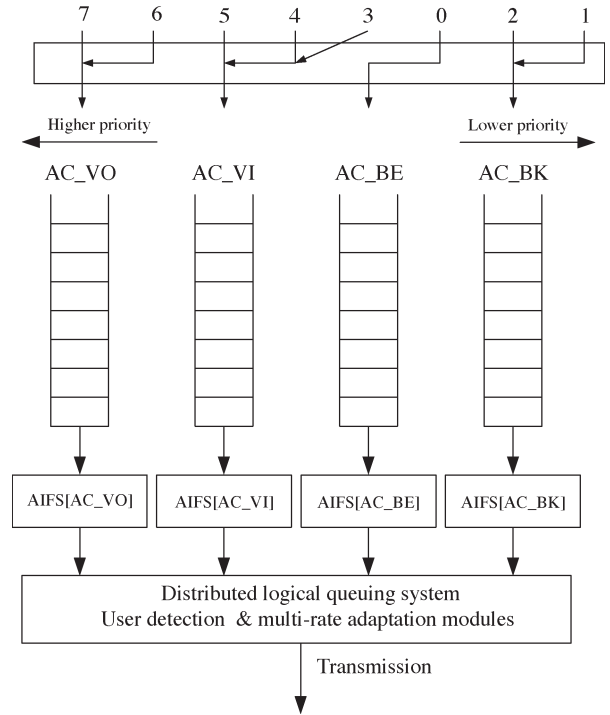 7 6 5 4 3 0 2 1
Higher priority
Lower priority
AC_VO AC_VI AC_BE AC_BK
AIFS[AC_VO] AIFS[AC_VI] AIFS[AC_BE] AIFS[AC_BK]
Distributed logical queuing system
User detection & multi-rate adaptation modules
Transmission